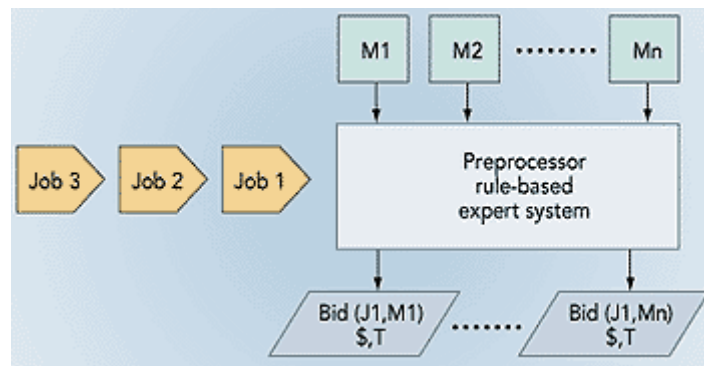 M1
M2
Mn
Job 3
Job 2
Job 1
Preprocessor
rule-based
expert system
Bid (J1,M1)
$,T
Bid (J1,Mn)
$,T